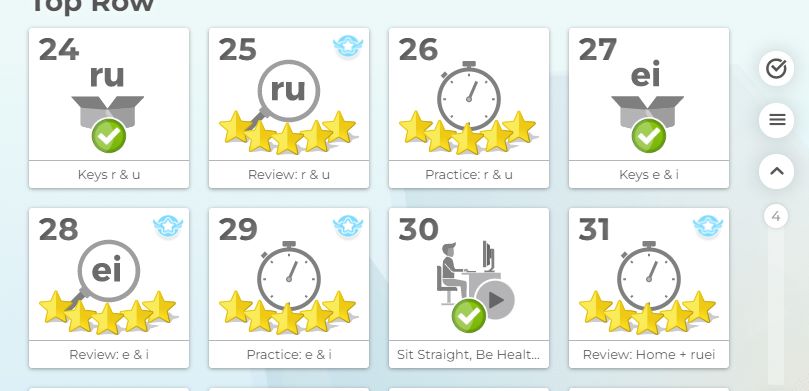 Top Row
24
ru
Keys r & u
25
ru
Review: r & u
26
Practice: r & u
27
ei
Keys e & i
28
ei
Review: e & i
29
Practice: e & i
30
Sit Straight, Be Healt...
31
Review: Home + ruei
4